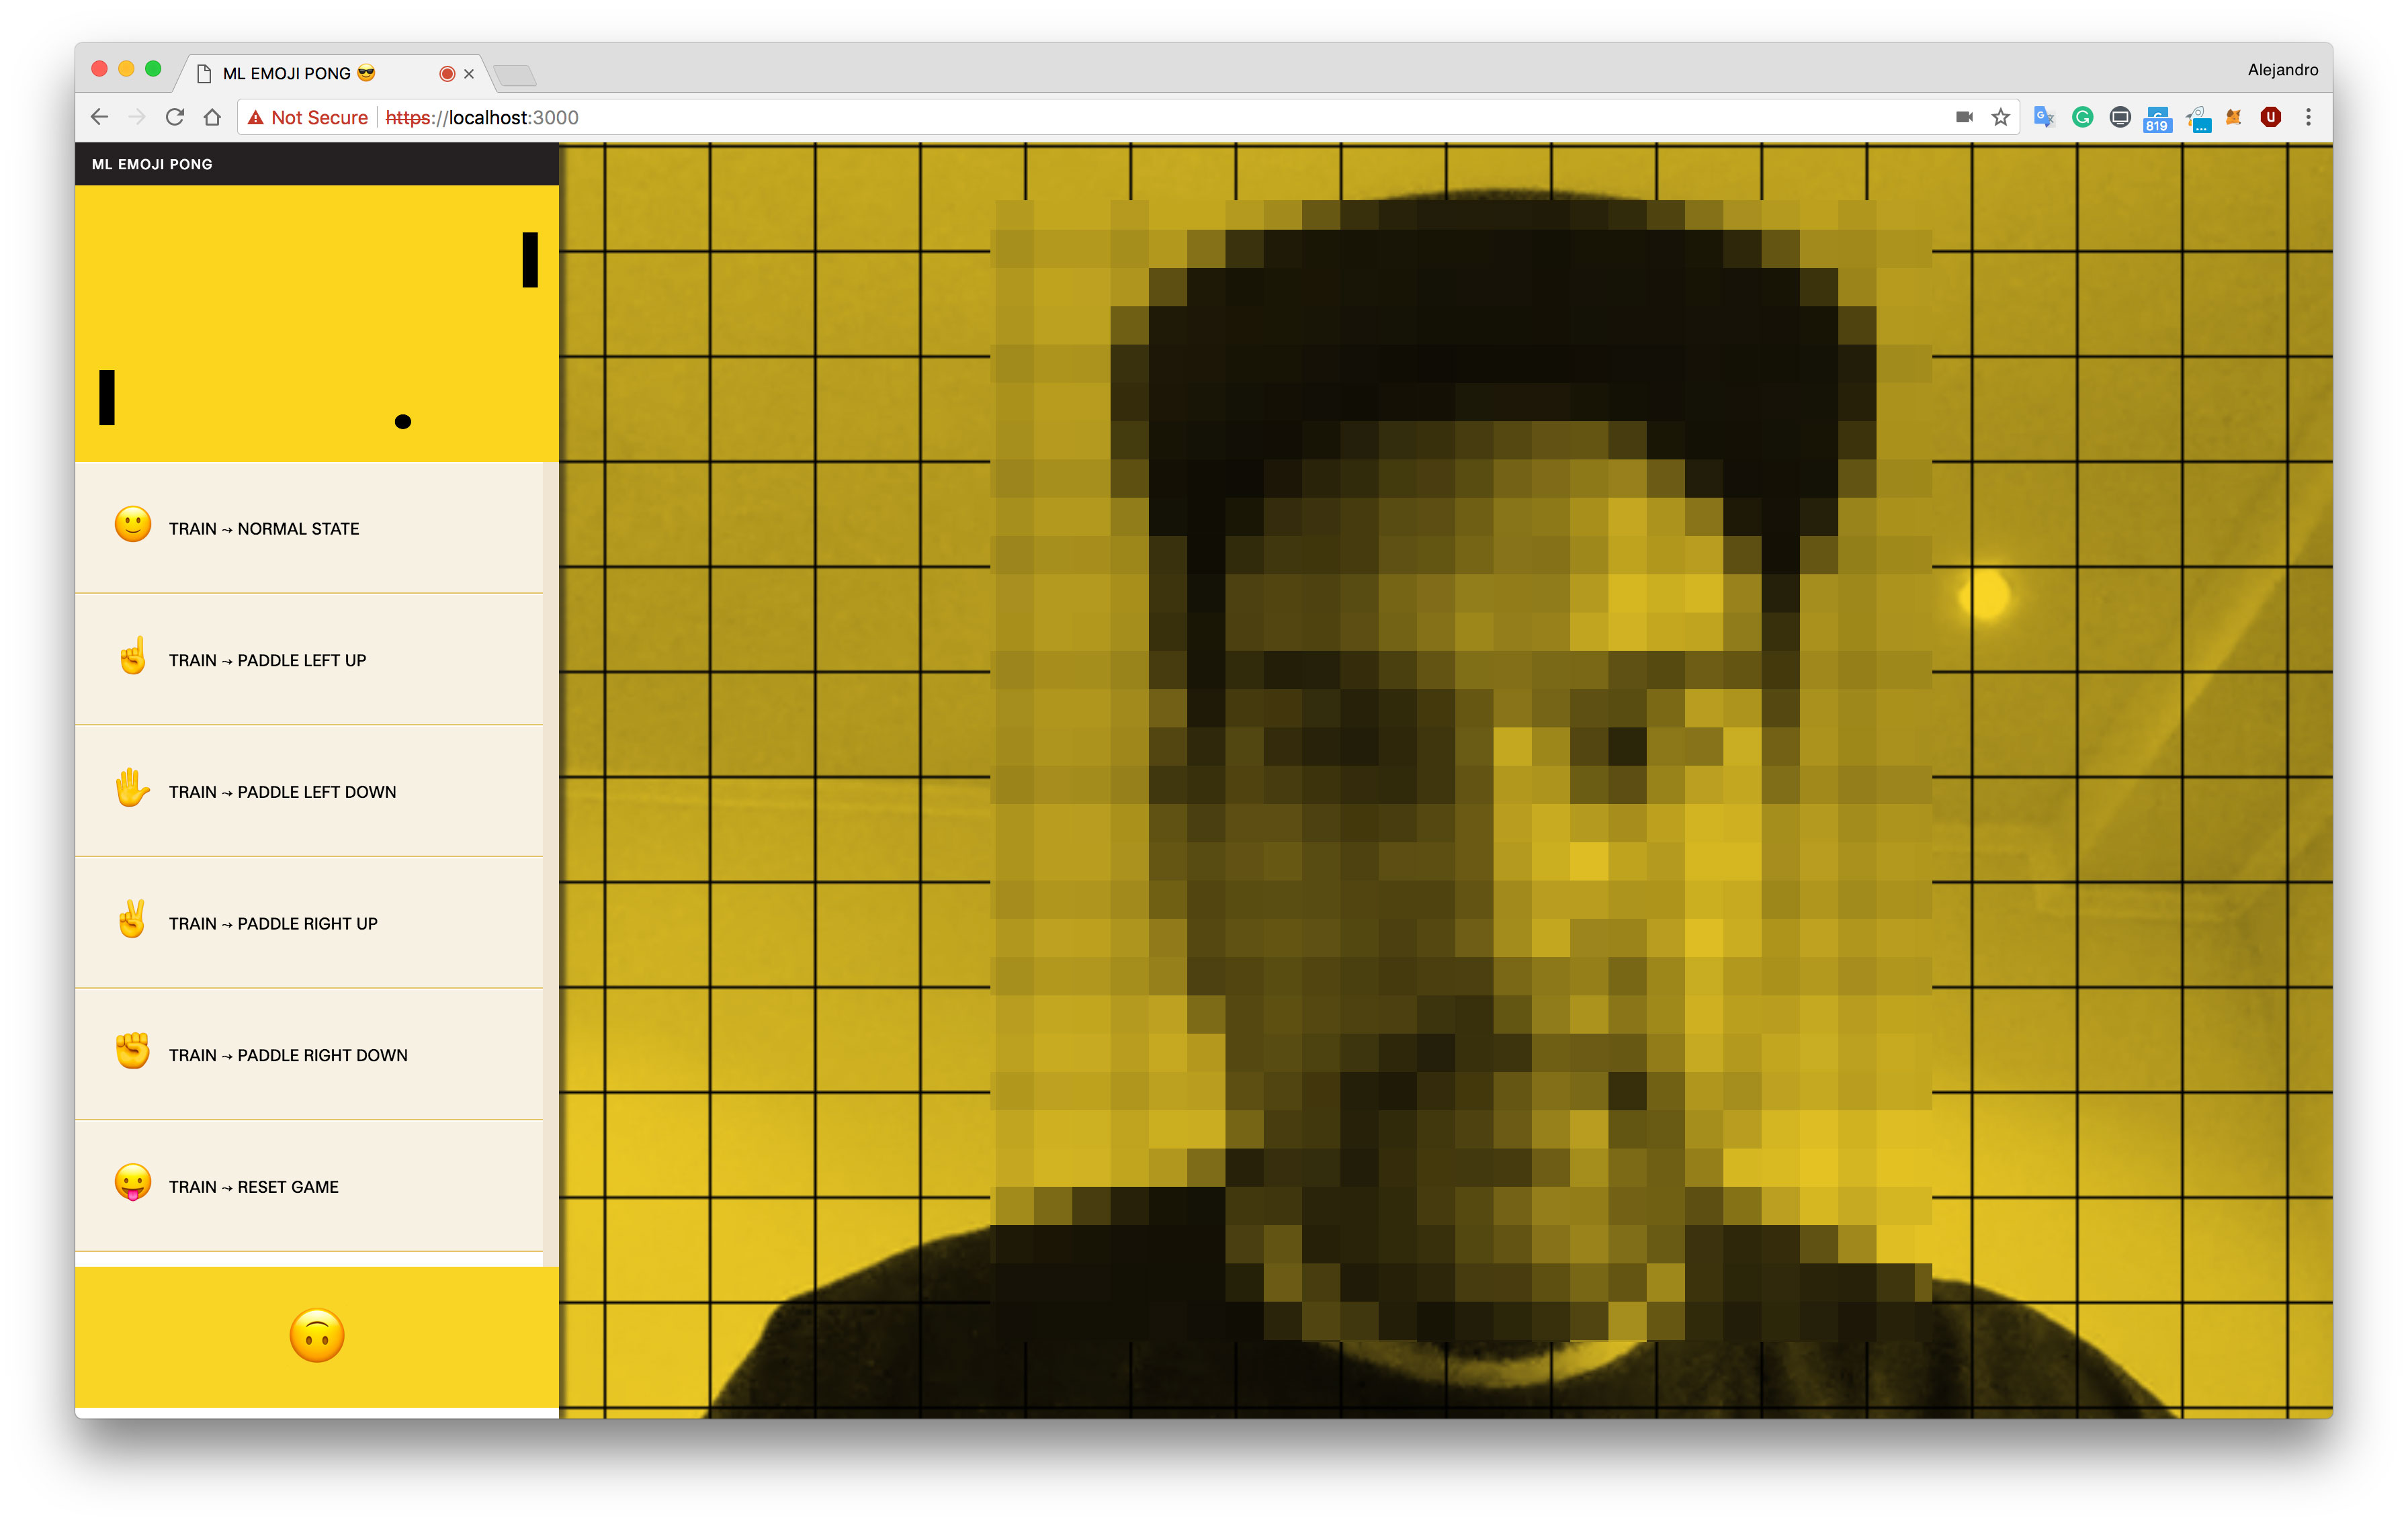 ML EMOJI PONG 😎
Alejandro
Not Secure https://localhost:3000
819
ML EMOJI PONG
TRAIN → NORMAL STATE
TRAIN → PADDLE LEFT UP
TRAIN → PADDLE LEFT DOWN
TRAIN → PADDLE RIGHT UP
TRAIN → PADDLE RIGHT DOWN
TRAIN → RESET GAME